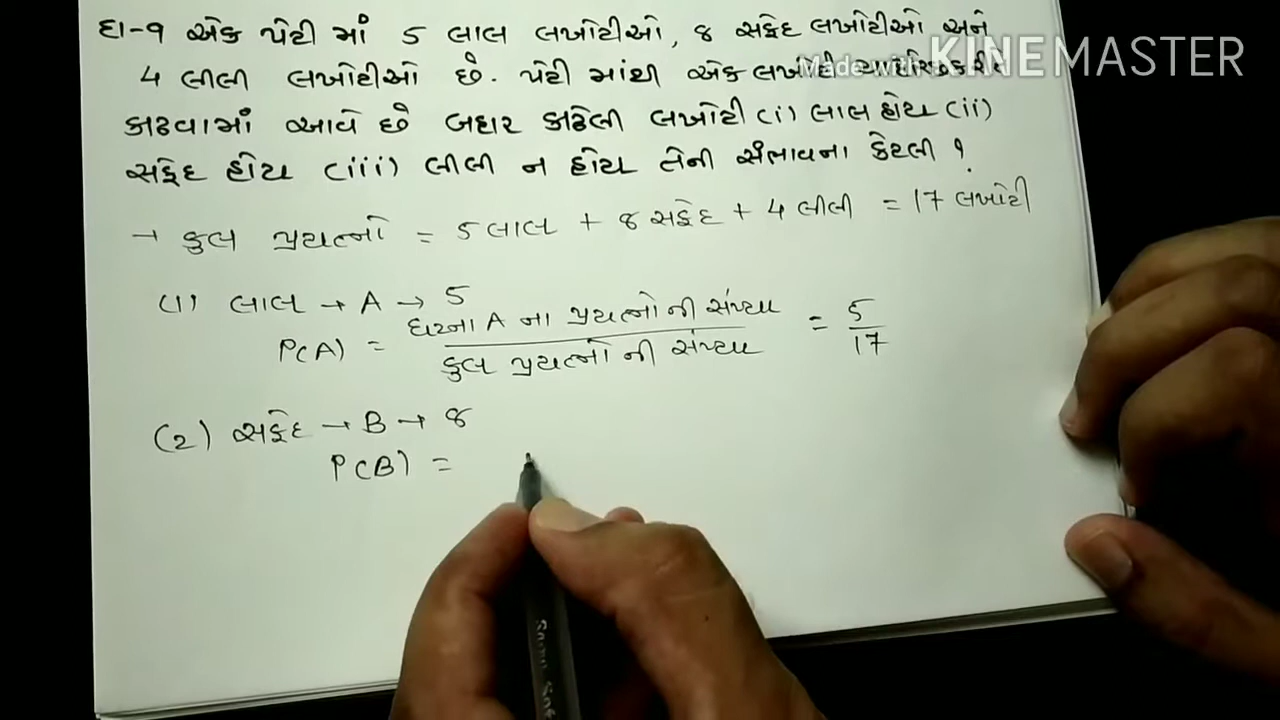 દા-૧ એક પેટી માં 5 લાલ લખોટીઓ, 8 સફેદ લખોટીઓ અને
4 લીલી લખોટીઓ છે. પેટી માંથી એક લખોટી
કાઢવામાં આવે છે બહાર કાઢેલી લખોટી (i) લાલ હોય (ii)
સફેદ હોય (iii) લીલી ન હોય તેની સંભાવના કેટલી ?
→ કુલ પ્રયત્નો = 5 લાલ + 8 સફેદ + 4 લીલી = 17 લખોટી
(1) લાલ → A → 5
P(A) = ઘટના A ના પ્રયત્નો ની સંખ્યા / કુલ પ્રયત્નો ની સંખ્યા = 5 / 17
(2) સફેદ → B → 8
P(B) =
Made with KINEMASTER